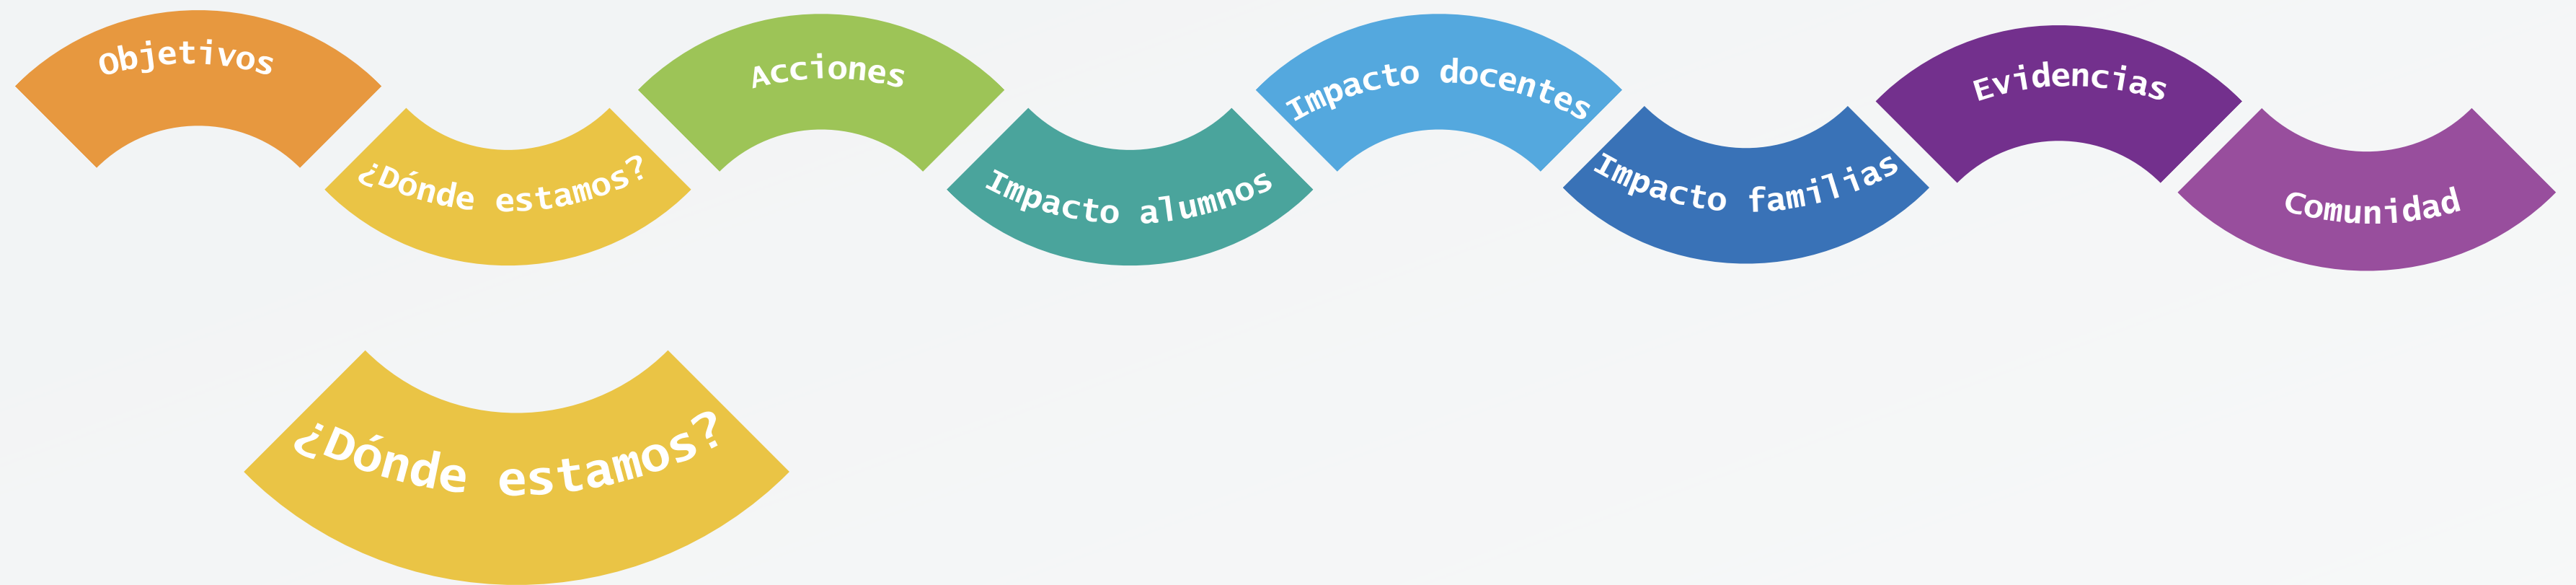 Objetivos
¿Dónde estamos?
Acciones
Impacto alumnos
Impacto docentes
Impacto familias
Evidencias
Comunidad
¿Dónde estamos?